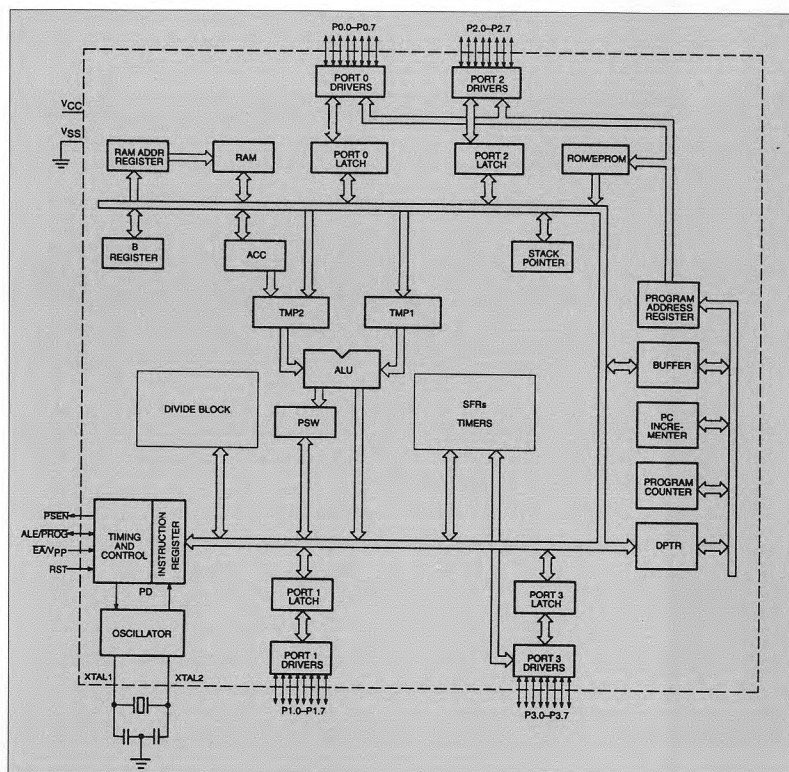 P0.0–P0.7
P2.0–P2.7
PORT 0
DRIVERS
PORT 2
DRIVERS
VCC
VSS
RAM ADDR
REGISTER
RAM
PORT 0
LATCH
PORT 2
LATCH
ROM/EPROM
B
REGISTER
ACC
STACK
POINTER
TMP2
TMP1
PROGRAM
ADDRESS
REGISTER
ALU
BUFFER
DIVIDE BLOCK
SFRs
TIMERS
PSW
PC
INCRE-
MENTER
PROGRAM
COUNTER
PSEN
ALE/PROG
EA/VPP
RST
TIMING
AND
CONTROL
INSTRUCTION
REGISTER
DPTR
PD
PORT 1
LATCH
PORT 3
LATCH
OSCILLATOR
PORT 1
DRIVERS
PORT 3
DRIVERS
XTAL1
XTAL2
P1.0–P1.7
P3.0–P3.7